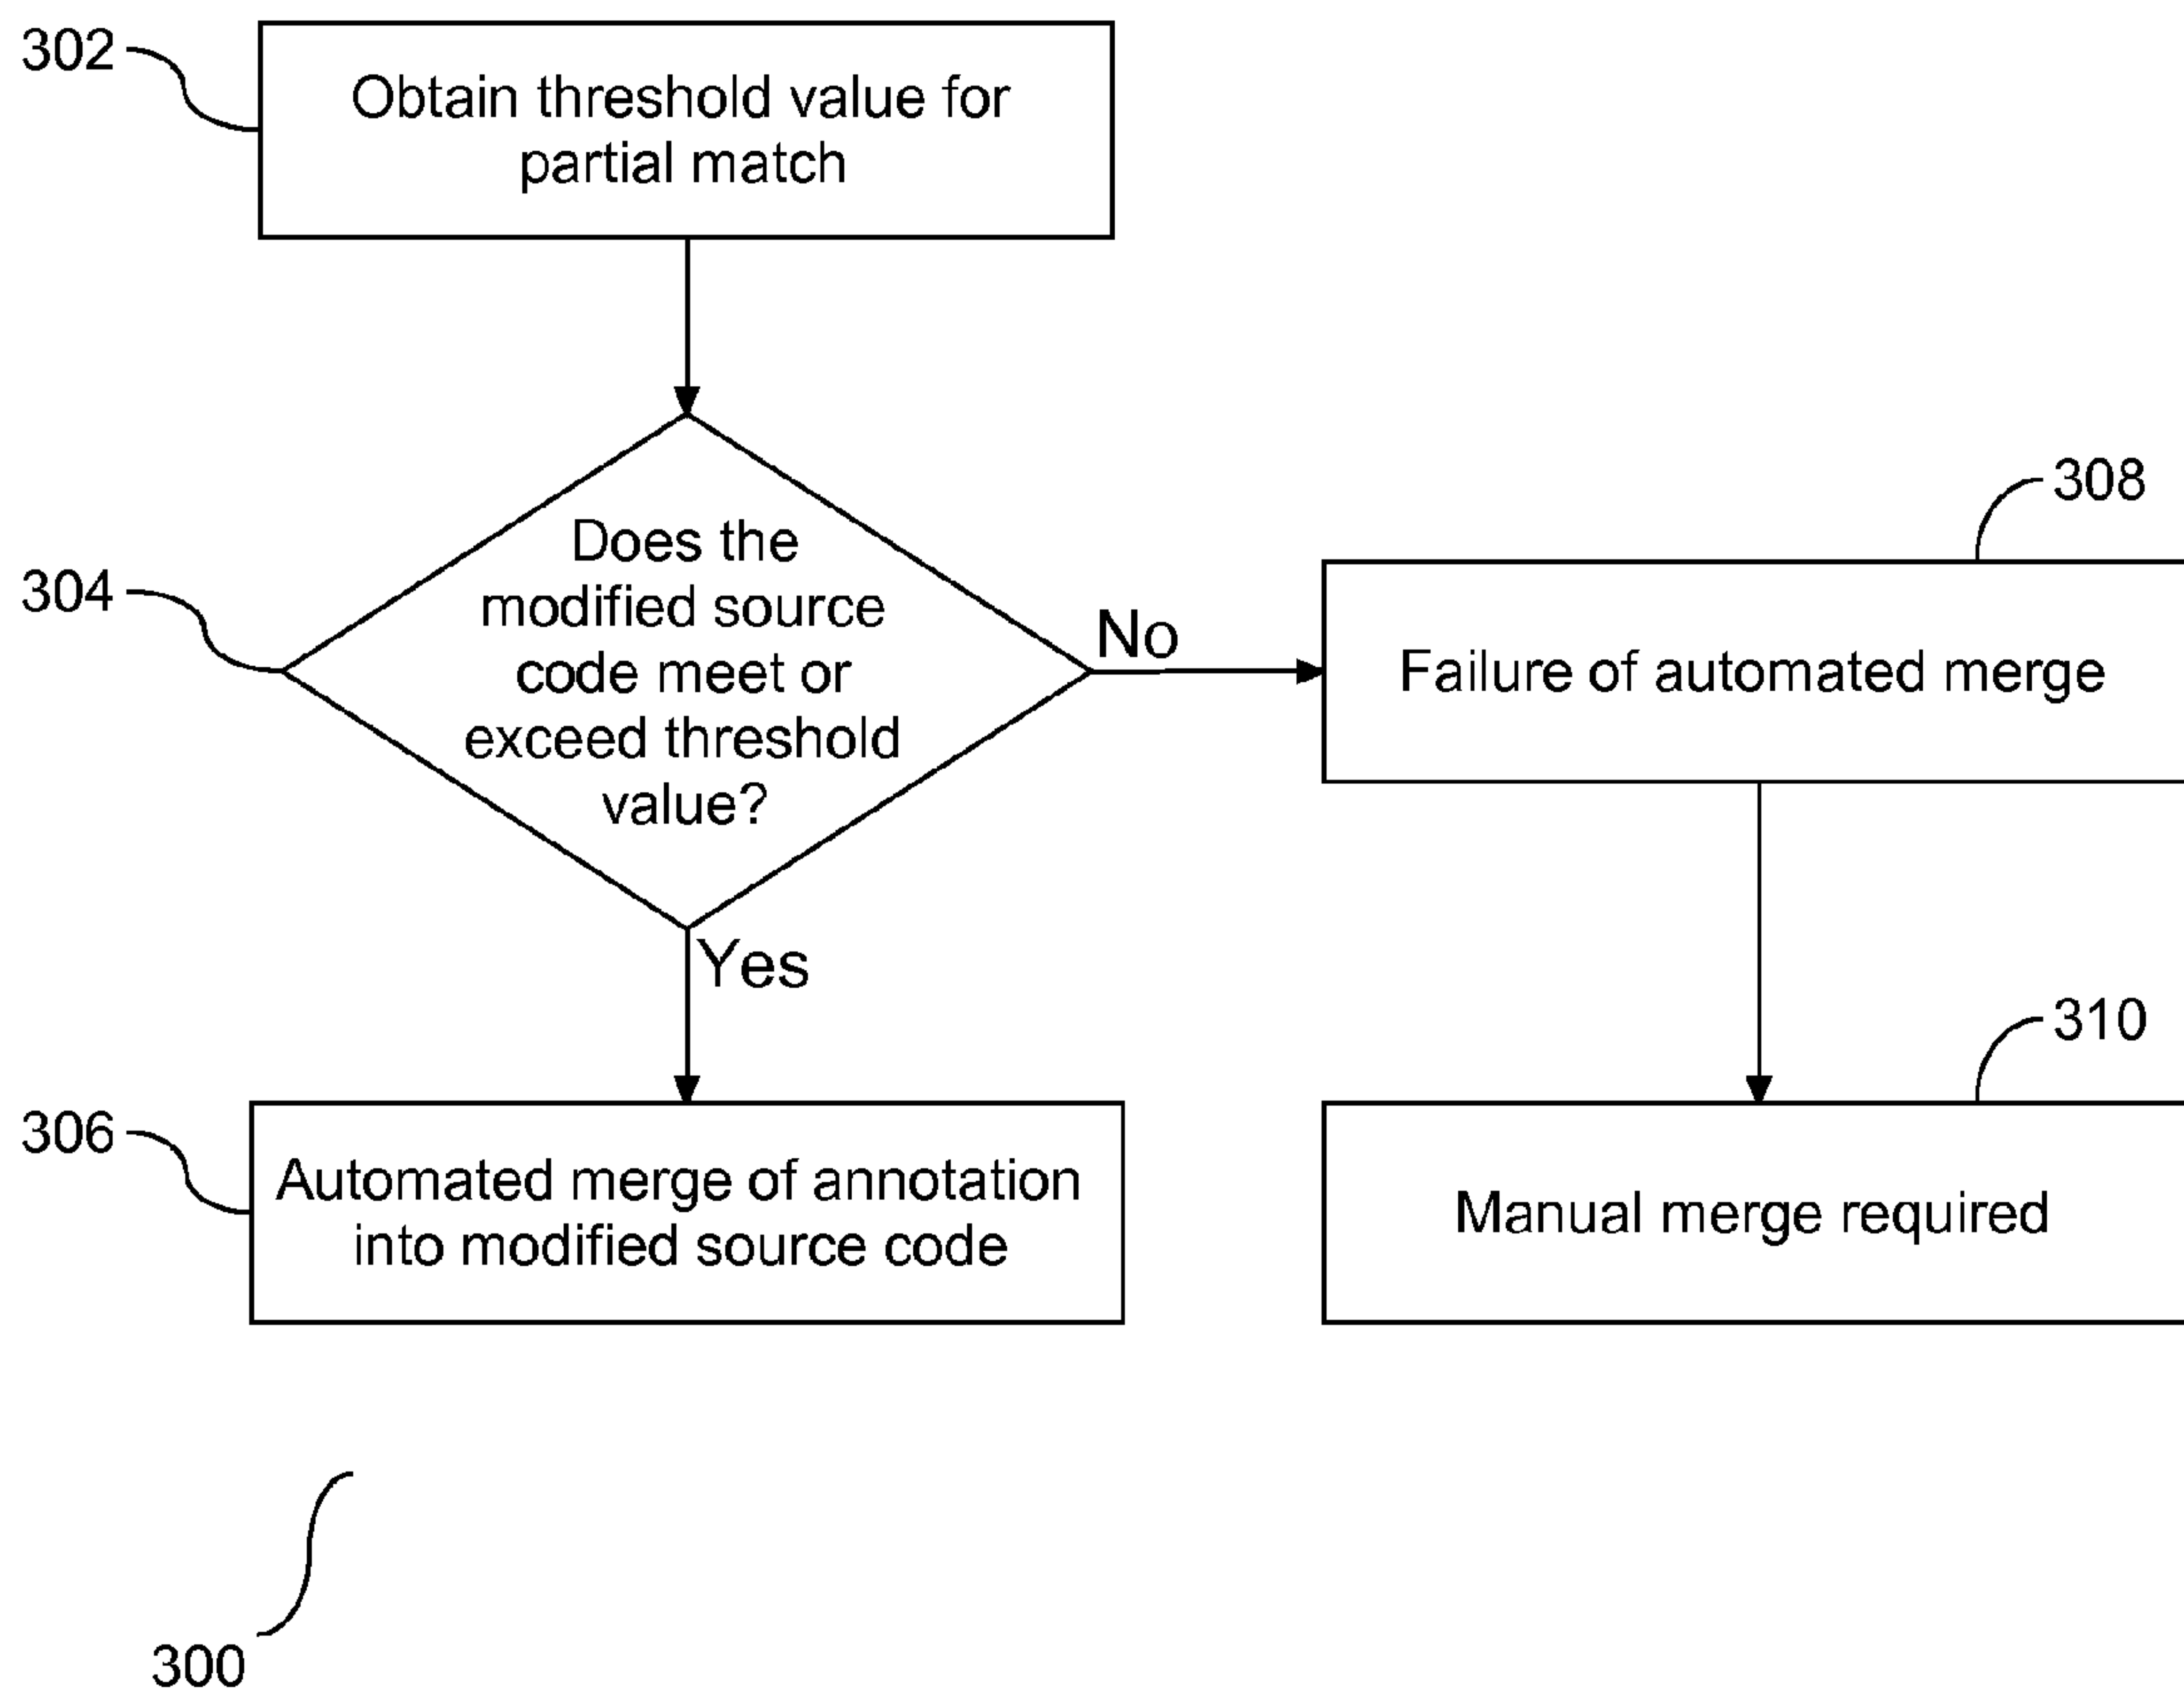 302
Obtain threshold value for
partial match
304
Does the
modified source
code meet or
exceed threshold
value?
No
308
Failure of automated merge
Yes
306
Automated merge of annotation
into modified source code
310
Manual merge required
300